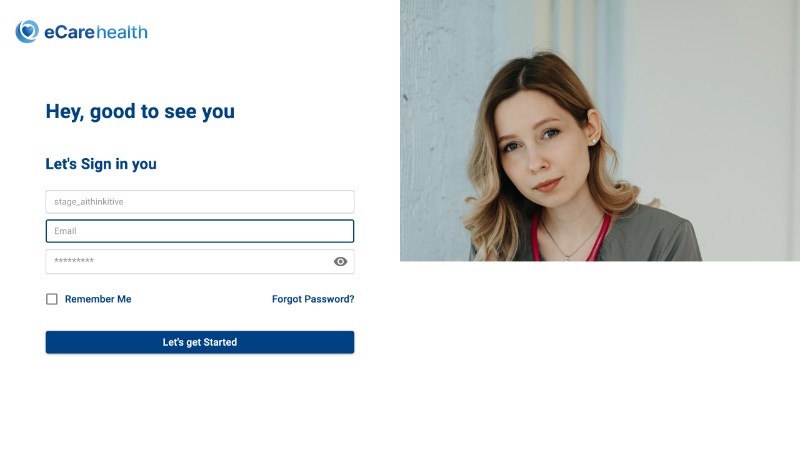 eCarehealth
Hey, good to see you
Let's Sign in you
stage_aithinkitive
Email
*********
Remember Me
Forgot Password?
Let's get Started